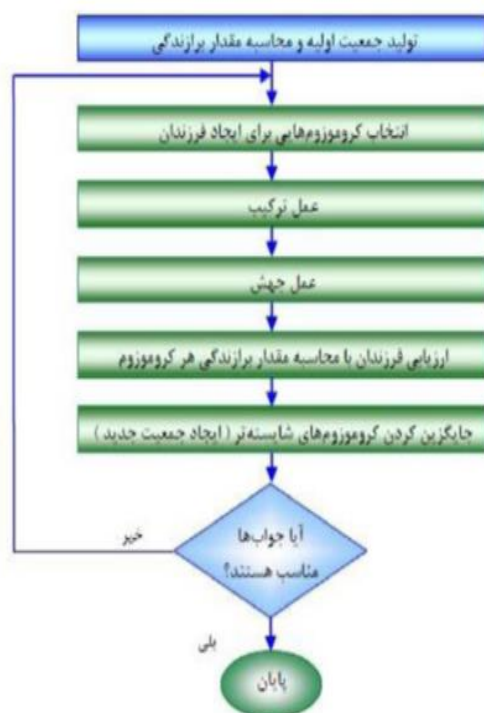 تولید جمعیت اولیه و محاسبه مقدار برازندگی
انتخاب کروموزوم‌هایی برای ایجاد فرزندان
عمل ترکیب
عمل جهش
ارزیابی فرزندان با محاسبه مقدار برازندگی هر کروموزوم
جایگزین کردن کروموزوم‌های شایسته‌تر ( ایجاد جمعیت جدید )
آیا جواب‌ها
مناسب هستند؟
خیر
بلی
پایان